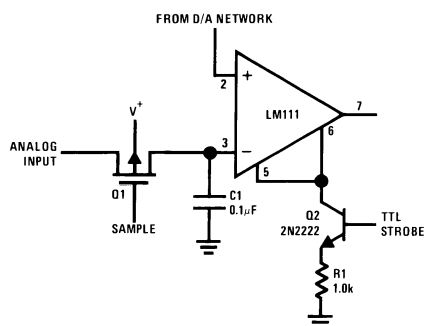 FROM D/A NETWORK
V+
2
+
LM111
7
6
ANALOG
INPUT
3
−
5
Q1
C1
0.1μF
SAMPLE
Q2
2N2222
TTL
STROBE
R1
1.0k